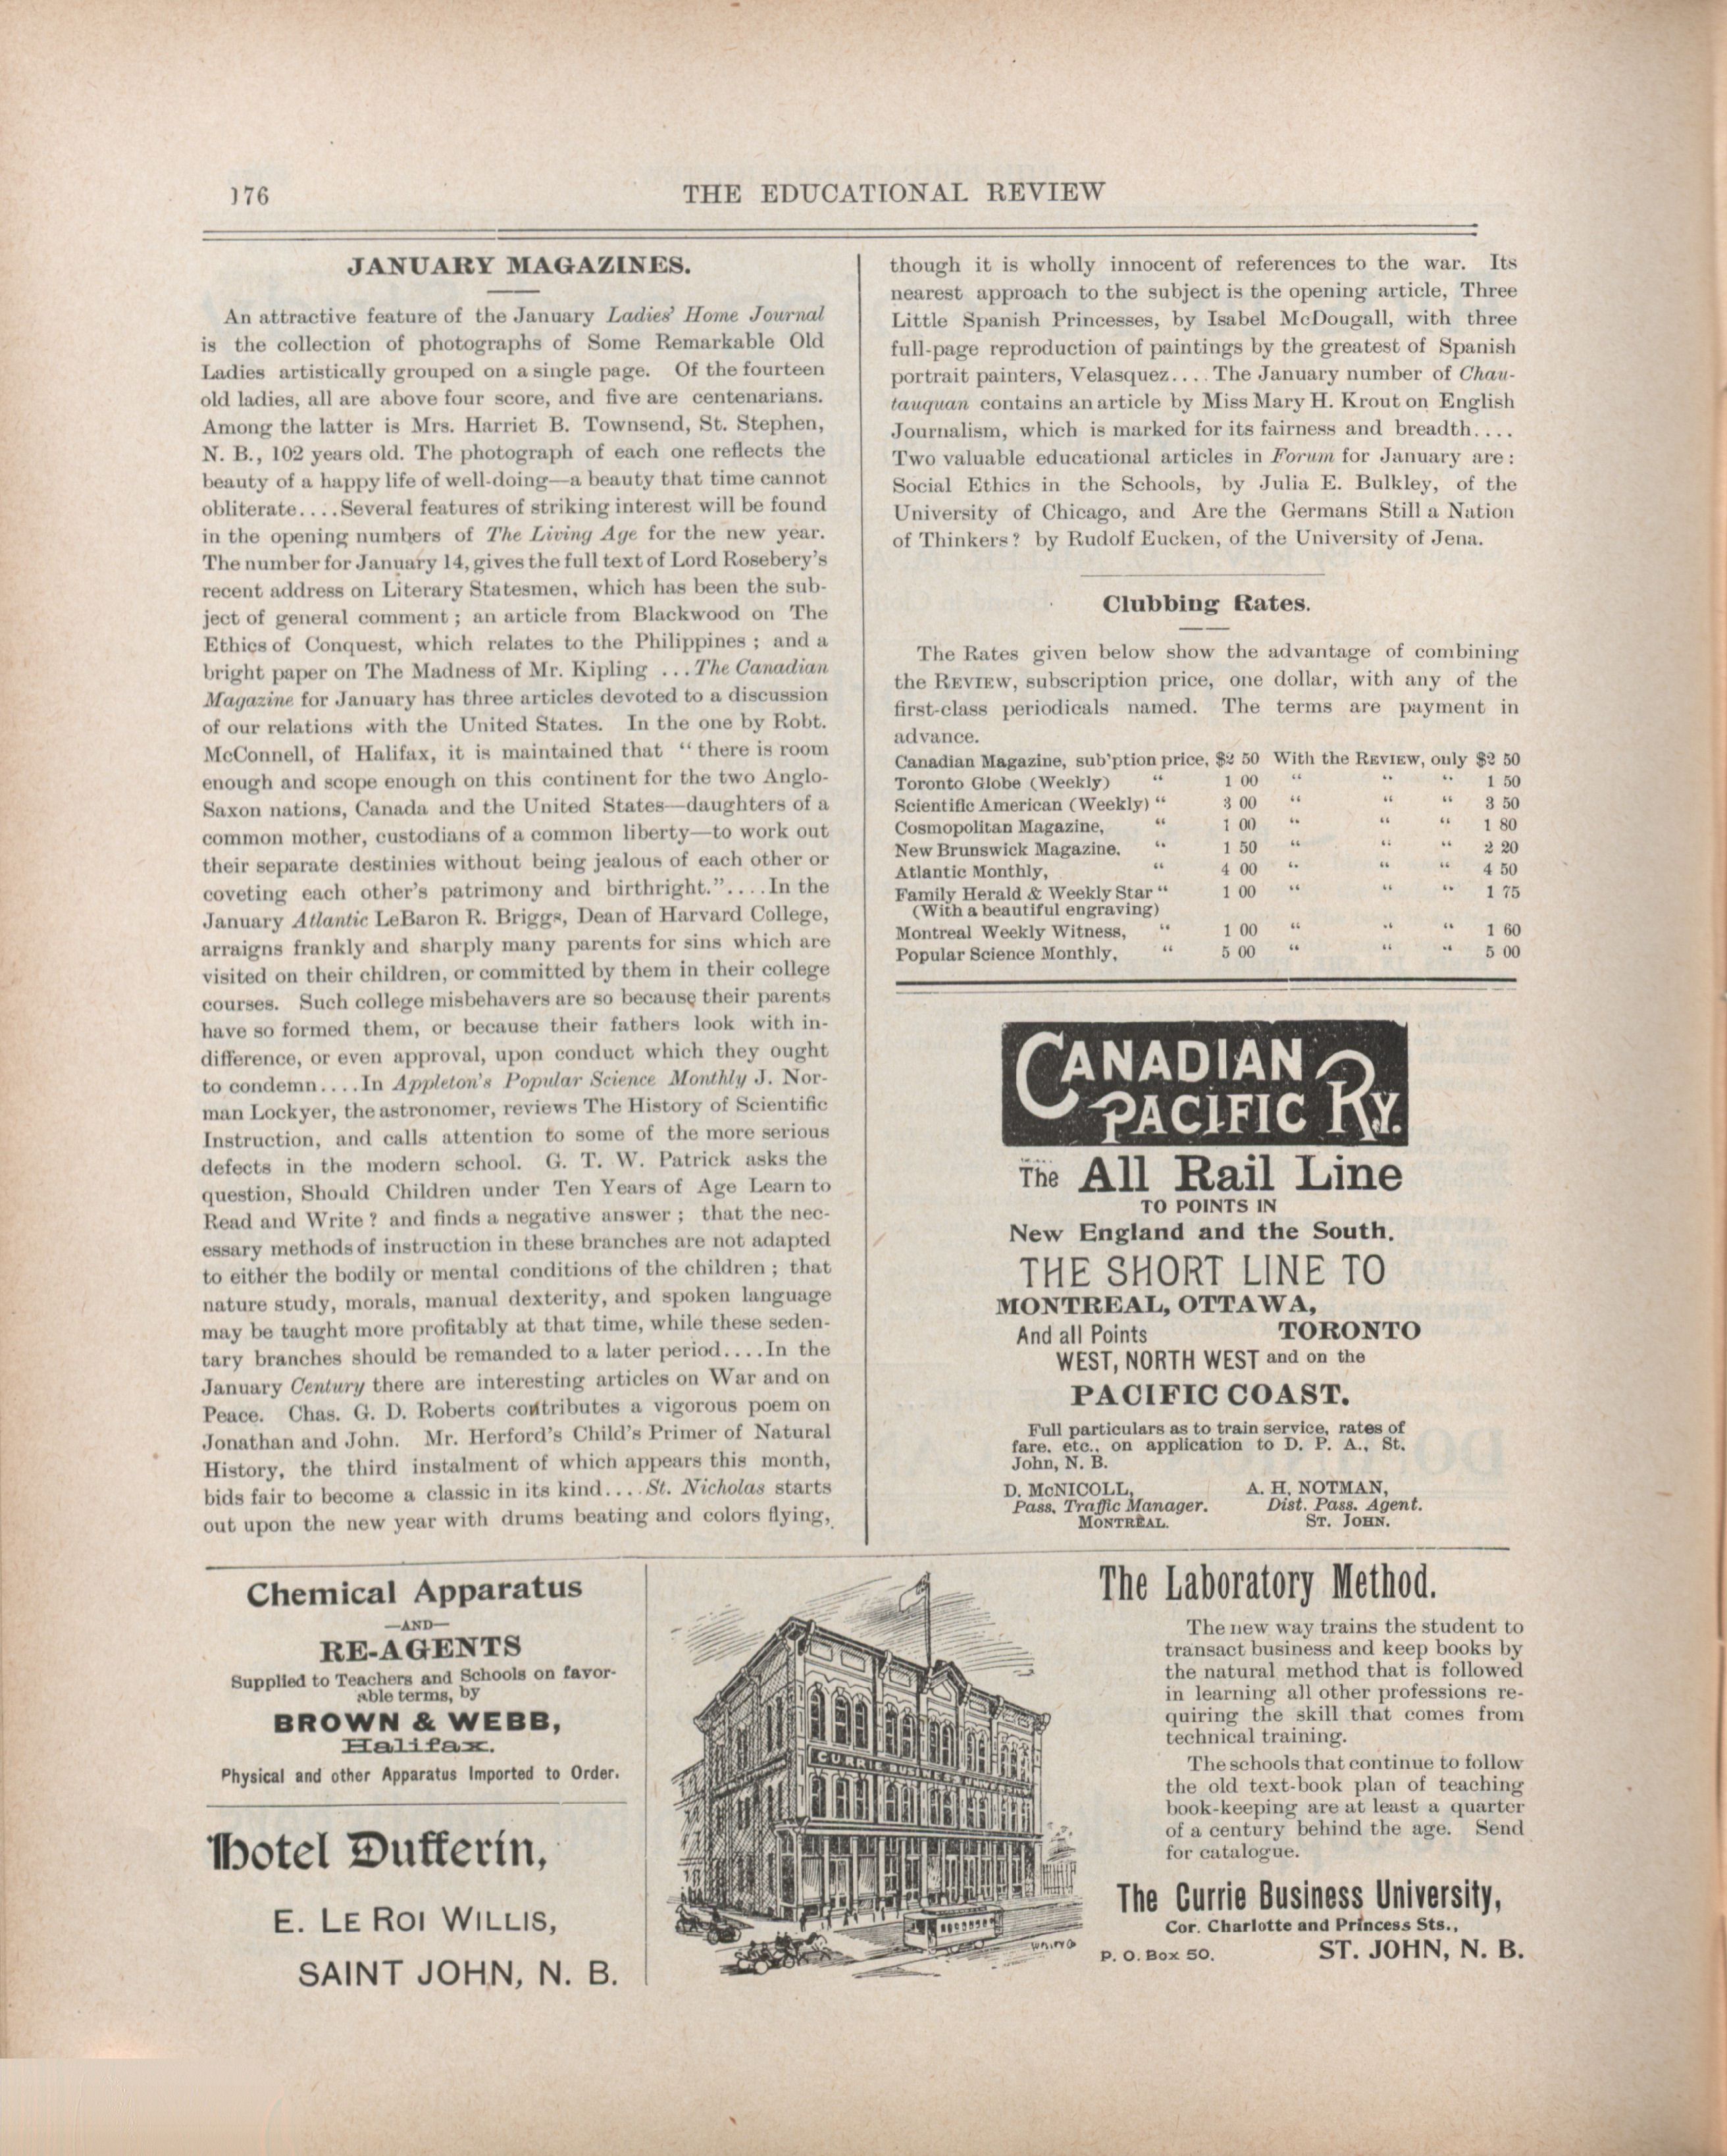 176
THE EDUCATIONAL REVIEW
JANUARY MAGAZINES.
An attractive feature of the January Ladies' Home Journal
is the collection of photographs of Some Remarkable Old
Ladies artistically grouped on a single page. Of the fourteen
old ladies, all are above four score, and five are centenarians.
Among the latter is Mrs. Harriet B. Townsend, St. Stephen,
N. B., 102 years old. The photograph of each one reflects the
beauty of a happy life of well-doing—a beauty that time cannot
obliterate....Several features of striking interest will be found
in the opening numbers of The Living Age for the new year.
The number for January 14, gives the full text of Lord Rosebery's
recent address on Literary Statesmen, which has been the sub-
ject of general comment; an article from Blackwood on The
Ethics of Conquest, which relates to the Philippines; and a
bright paper on The Madness of Mr. Kipling ...The Canadian
Magazine for January has three articles devoted to a discussion
of our relations with the United States. In the one by Robt.
McConnell, of Halifax, it is maintained that "there is room
enough and scope enough on this continent for the two Anglo-
Saxon nations, Canada and the United States—daughters of a
common mother, custodians of a common liberty—to work out
their separate destinies without being jealous of each other or
coveting each other's patrimony and birthright."....In the
January Atlantic LeBaron R. Briggs, Dean of Harvard College,
arraigns frankly and sharply many parents for sins which are
visited on their children, or committed by them in their college
courses. Such college misbehavers are so because their parents
have so formed them, or because their fathers look with in-
difference, or even approval, upon conduct which they ought
to condemn....In Appleton's Popular Science Monthly J. Nor-
man Lockyer, the astronomer, reviews The History of Scientific
Instruction, and calls attention to some of the more serious
defects in the modern school. G. T. W. Patrick asks the
question, Should Children under Ten Years of Age Learn to
Read and Write? and finds a negative answer; that the nec-
essary methods of instruction in these branches are not adapted
to either the bodily or mental conditions of the children; that
nature study, morals, manual dexterity, and spoken language
may be taught more profitably at that time, while these seden-
tary branches should be remanded to a later period....In the
January Century there are interesting articles on War and on
Peace. Chas. G. D. Roberts contributes a vigorous poem on
Jonathan and John. Mr. Herford's Child's Primer of Natural
History, the third instalment of which appears this month,
bids fair to become a classic in its kind....St. Nicholas starts
out upon the new year with drums beating and colors flying,
though it is wholly innocent of references to the war. Its
nearest approach to the subject is the opening article, Three
Little Spanish Princesses, by Isabel McDougall, with three
full-page reproduction of paintings by the greatest of Spanish
portrait painters, Velasquez....The January number of Chau-
tauquan contains an article by Miss Mary H. Krout on English
Journalism, which is marked for its fairness and breadth....
Two valuable educational articles in Forum for January are:
Social Ethics in the Schools, by Julia E. Bulkley, of the
University of Chicago, and Are the Germans Still a Nation
of Thinkers? by Rudolf Eucken, of the University of Jena.
Clubbing Rates.
The Rates given below show the advantage of combining
the REVIEW, subscription price, one dollar, with any of the
first-class periodicals named. The terms are payment in
advance.
Canadian Magazine, sub'ption price, $2 50 With the REVIEW, only $2 50
Toronto Globe (Weekly) " 1 00 " " " 1 50
Scientific American (Weekly) " 3 00 " " " 3 50
Cosmopolitan Magazine, " 1 00 " " " 1 80
New Brunswick Magazine. " 1 50 " " " 2 20
Atlantic Monthly, " 4 00 " " " 4 50
Family Herald & Weekly Star " 1 00 " " " 1 75
(With a beautiful engraving)
Montreal Weekly Witness, " 1 00 " " " 1 60
Popular Science Monthly, " 5 00 " " " 5 00
CANADIAN
PACIFIC RY.
The All Rail Line
TO POINTS IN
New England and the South.
THE SHORT LINE TO
MONTREAL, OTTAWA,
And all Points TORONTO
WEST, NORTH WEST and on the
PACIFIC COAST.
Full particulars as to train service, rates of
fare, etc., on application to D. P. A., St.
John, N. B.
D. McNICOLL, A. H. NOTMAN,
Pass. Traffic Manager. Dist. Pass. Agent.
MONTREAL. ST. JOHN.
Chemical Apparatus
—AND—
RE-AGENTS
Supplied to Teachers and Schools on favor-
able terms, by
BROWN & WEBB,
Halifax.
Physical and other Apparatus Imported to Order.
Hotel Dufferin,
E. LE ROI WILLIS,
SAINT JOHN, N. B.
CURRIE BUSINESS UNIVERSITY
The Laboratory Method.
The new way trains the student to
transact business and keep books by
the natural method that is followed
in learning all other professions re-
quiring the skill that comes from
technical training.
The schools that continue to follow
the old text-book plan of teaching
book-keeping are at least a quarter
of a century behind the age. Send
for catalogue.
The Currie Business University,
Cor. Charlotte and Princess Sts.,
P. O. Box 50. ST. JOHN, N. B.